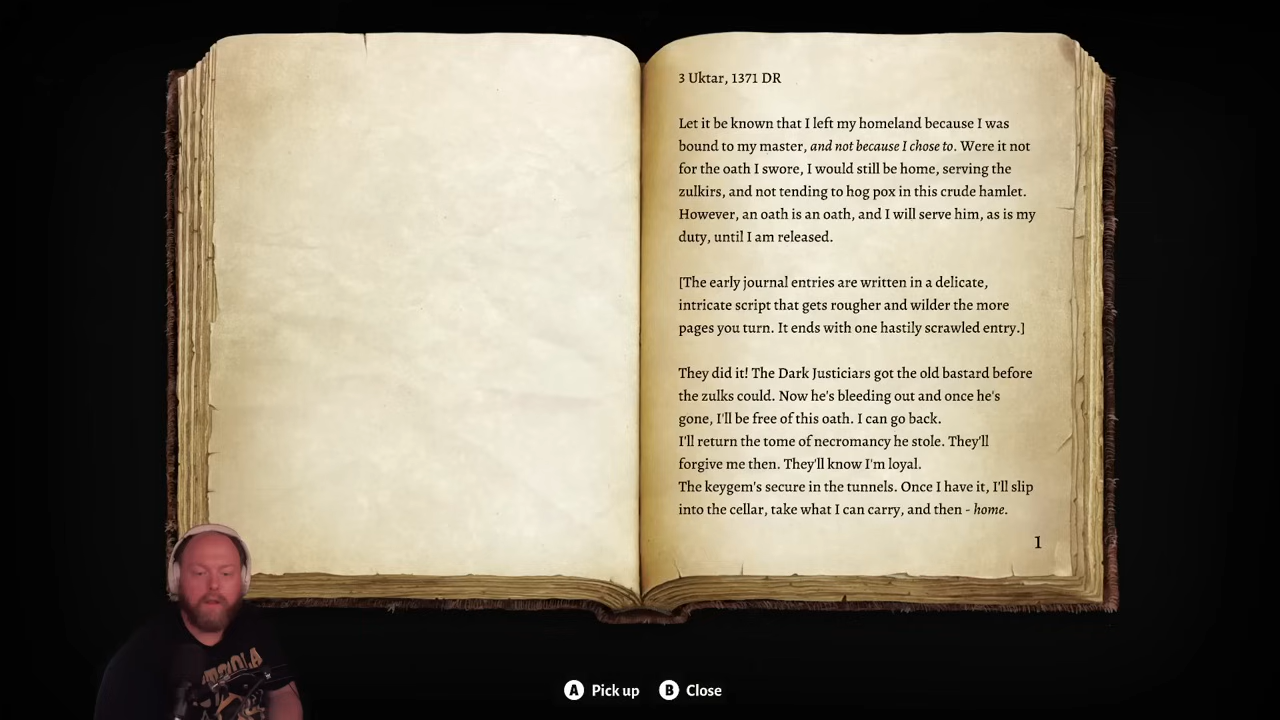 3 Uktar, 1371 DR
Let it be known that I left my homeland because I was
bound to my master, and not because I chose to. Were it not
for the oath I swore, I would still be home, serving the
zulkirs, and not tending to hog pox in this crude hamlet.
However, an oath is an oath, and I will serve him, as is my
duty, until I am released.
[The early journal entries are written in a delicate,
intricate script that gets rougher and wilder the more
pages you turn. It ends with one hastily scrawled entry.]
They did it! The Dark Justiciars got the old bastard before
the zulks could. Now he's bleeding out and once he's
gone, I'll be free of this oath. I can go back.
I'll return the tome of necromancy he stole. They'll
forgive me then. They'll know I'm loyal.
The keygem's secure in the tunnels. Once I have it, I'll slip
into the cellar, take what I can carry, and then - home.
1
A Pick up B Close